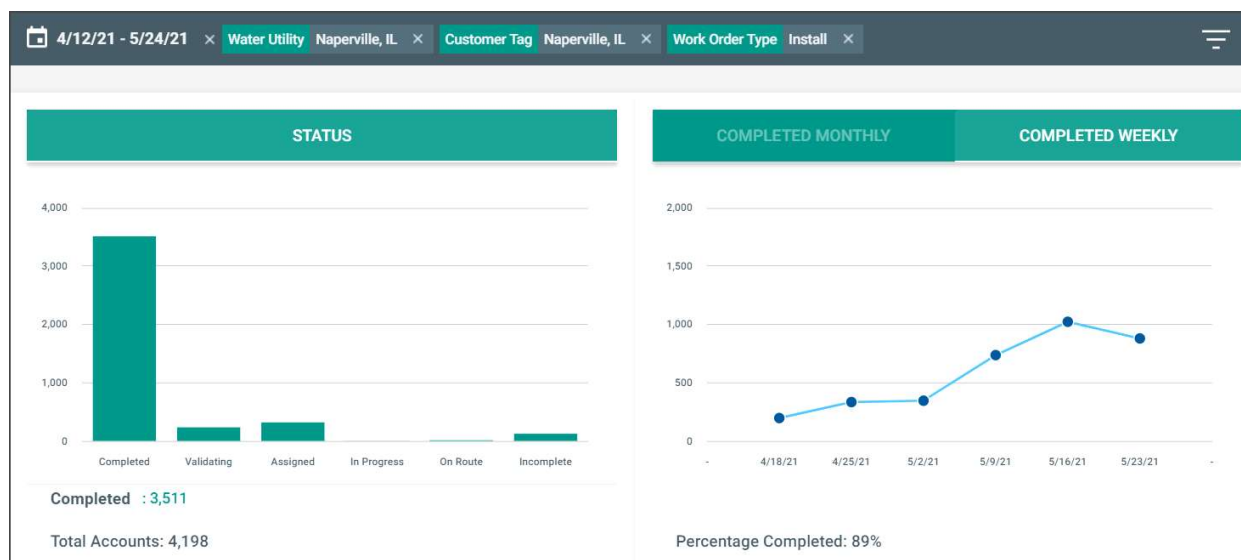 4/12/21 - 5/24/21 × Water Utility Naperville, IL × Customer Tag Naperville, IL × Work Order Type Install ×
STATUS
4,000
3,000
2,000
1,000
0
Completed Validating Assigned In Progress On Route Incomplete
Completed : 3,511
Total Accounts: 4,198
COMPLETED MONTHLY COMPLETED WEEKLY
2,000
1,500
1,000
500
0
- 4/18/21 4/25/21 5/2/21 5/9/21 5/16/21 5/23/21 -
Percentage Completed: 89%